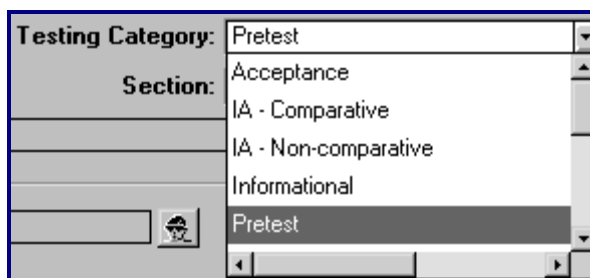 Testing Category: Pretest
Acceptance
Section:
IA - Comparative
IA - Non-comparative
Informational
Pretest